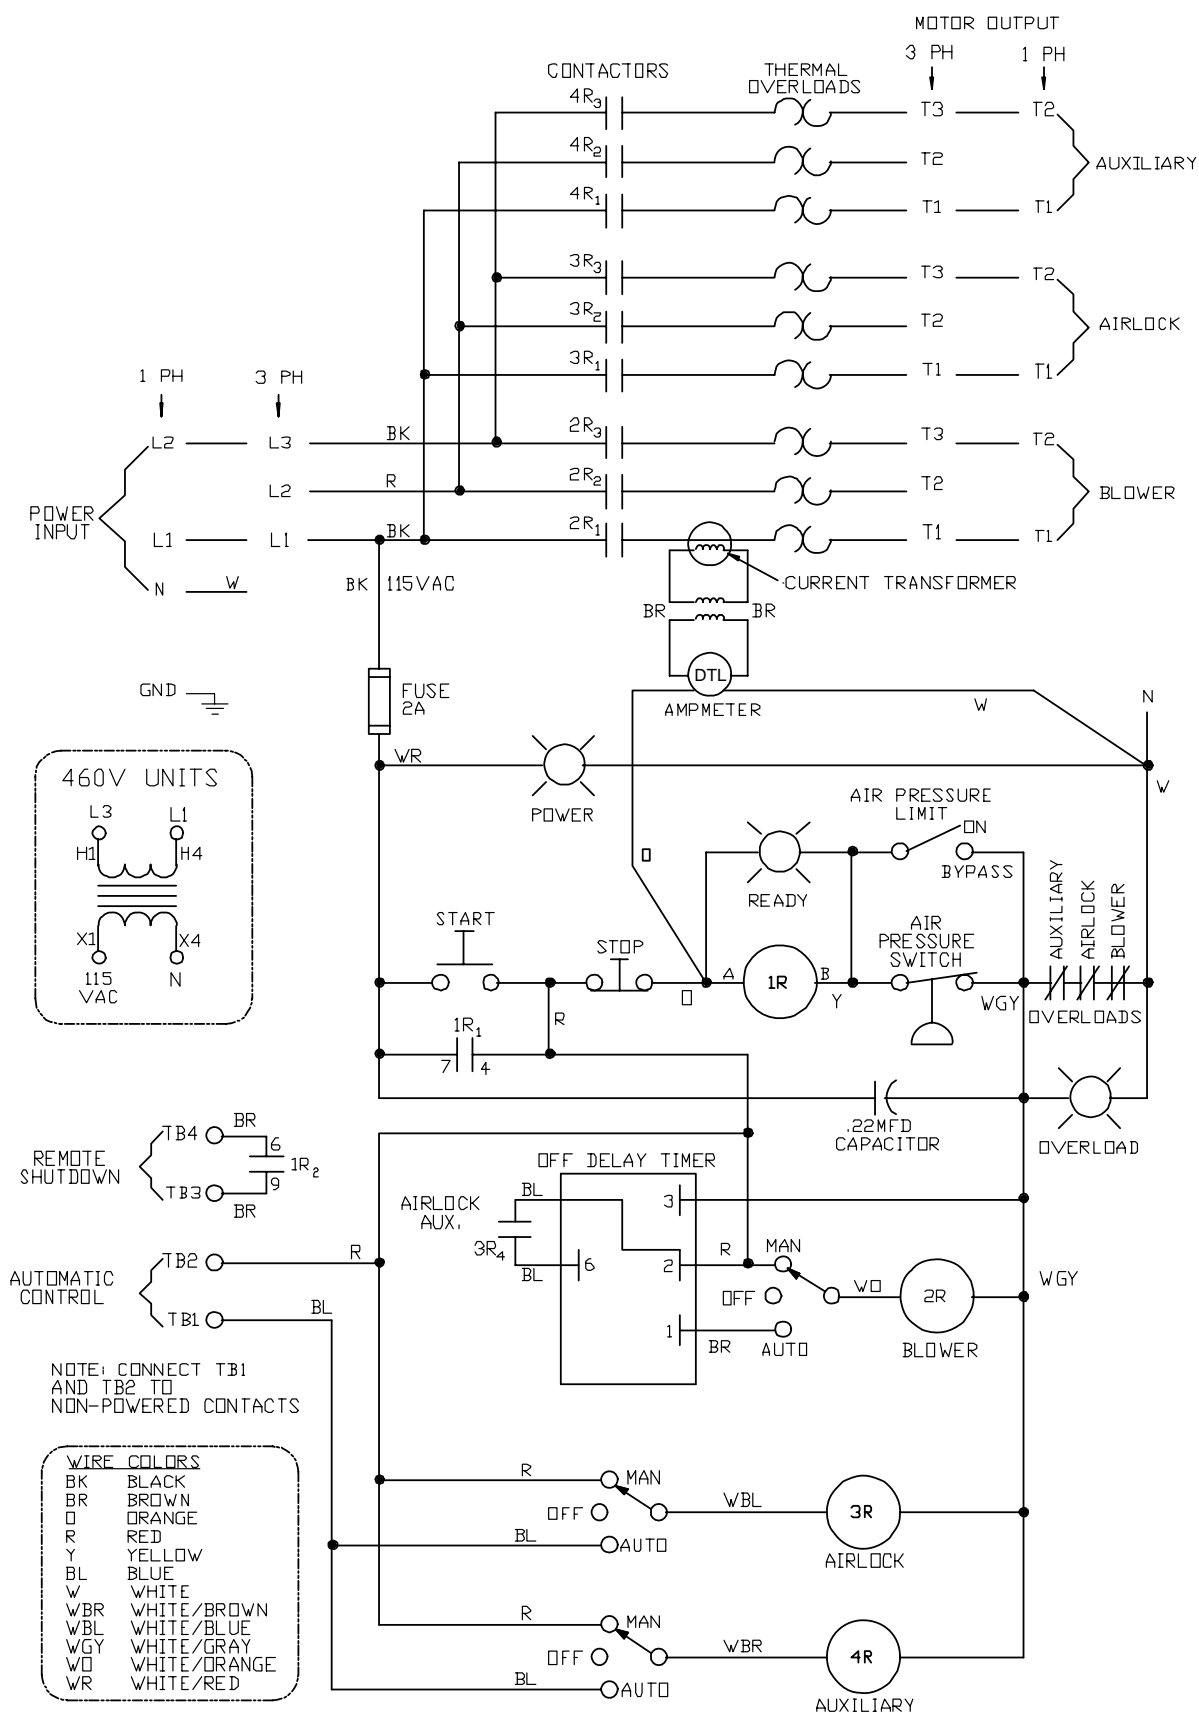 MOTOR OUTPUT
3 PH
1 PH
CONTACTORS
THERMAL
OVERLOADS
4R3
T3
T2
4R2
T2
AUXILIARY
4R1
T1
T1
3R3
T3
T2
3R2
T2
AIRLOCK
3R1
T1
T1
1 PH
3 PH
L2
L3
BK
2R3
T3
T2
L2
R
2R2
T2
BLOWER
POWER
INPUT
L1
L1
BK
2R1
T1
T1
N
W
BK
115VAC
CURRENT TRANSFORMER
BR
BR
GND
FUSE
2A
DTL
AMPMETER
W
N
WR
POWER
W
460V UNITS
L3
L1
H1
H4
X1
X4
115
VAC
N
AIR PRESSURE
LIMIT
ON
BYPASS
O
READY
START
STOP
AIR
PRESSURE
SWITCH
AUXILIARY
AIRLOCK
BLOWER
A
1R
B
Y
O
WGY
OVERLOADS
R
1R1
7
4
.22MFD
CAPACITOR
OVERLOAD
REMOTE
SHUTDOWN
TB4
BR
6
1R2
9
TB3
BR
OFF DELAY TIMER
AIRLOCK
AUX.
BL
3R4
BL
3
6
2
1
R
MAN
OFF
AUTO
BR
WO
2R
BLOWER
WGY
AUTOMATIC
CONTROL
TB2
R
TB1
BL
NOTE: CONNECT TB1
AND TB2 TO
NON-POWERED CONTACTS
WIRE COLORS
BK BLACK
BR BROWN
O ORANGE
R RED
Y YELLOW
BL BLUE
W WHITE
WBR WHITE/BROWN
WBL WHITE/BLUE
WGY WHITE/GRAY
WO WHITE/ORANGE
WR WHITE/RED
R
MAN
OFF
BL
AUTO
WBL
3R
AIRLOCK
R
MAN
OFF
BL
AUTO
WBR
4R
AUXILIARY